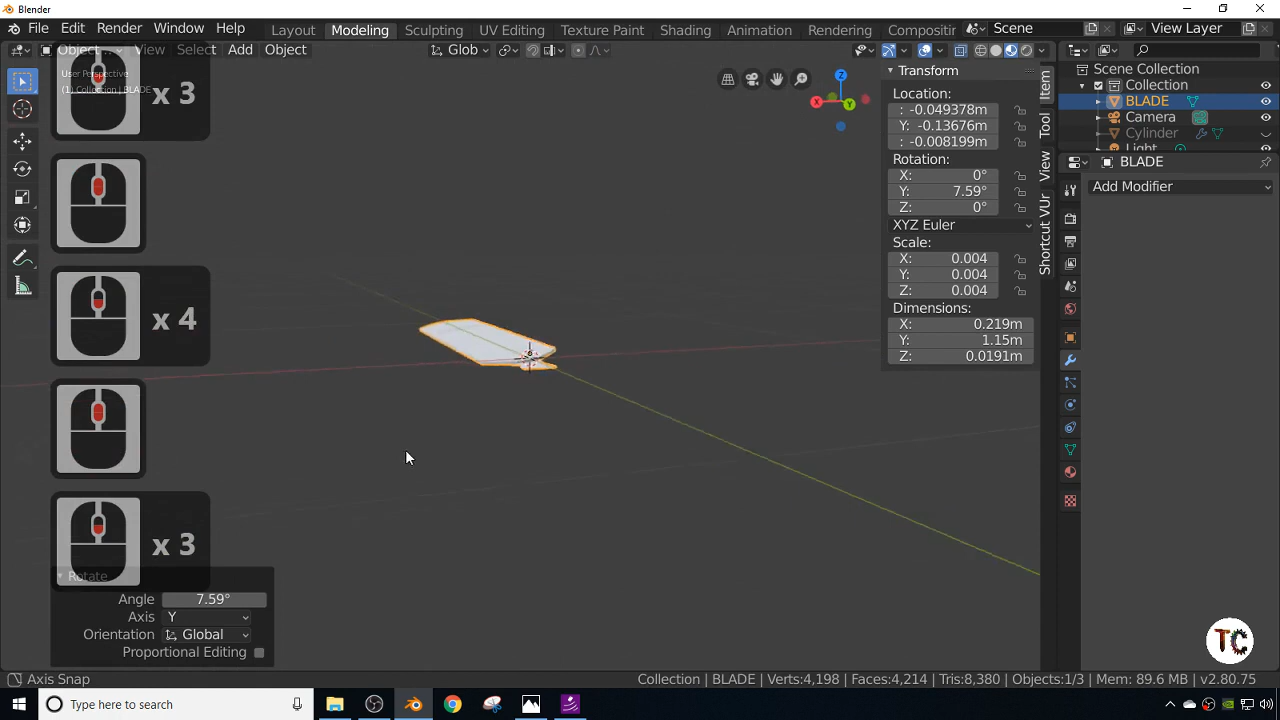 Blender
File Edit Render Window Help Layout Modeling Sculpting UV Editing Texture Paint Shading Animation Rendering Compositi Scene View Layer
Object... View Select Add Object Glob
User Perspective
(1) Collection | BLADE
x 3
x 4
x 3
Transform
Location:
: -0.049378m
Y: -0.13676m
: -0.008199m
Rotation:
X: 0°
Y: 7.59°
Z: 0°
XYZ Euler
Scale:
X: 0.004
Y: 0.004
Z: 0.004
Dimensions:
X: 0.219m
Y: 1.15m
Z: 0.0191m
Item
Tool
View
Shortcut VUr
X
Y
Z
Scene Collection
Collection
BLADE
Camera
Cylinder
Light
BLADE
Add Modifier
Rotate
Angle 7.59°
Axis Y
Orientation Global
Proportional Editing
TC
Axis Snap
Collection | BLADE | Verts:4,198 | Faces:4,214 | Tris:8,380 | Objects:1/3 | Mem: 89.6 MB | v2.80.75
Type here to search